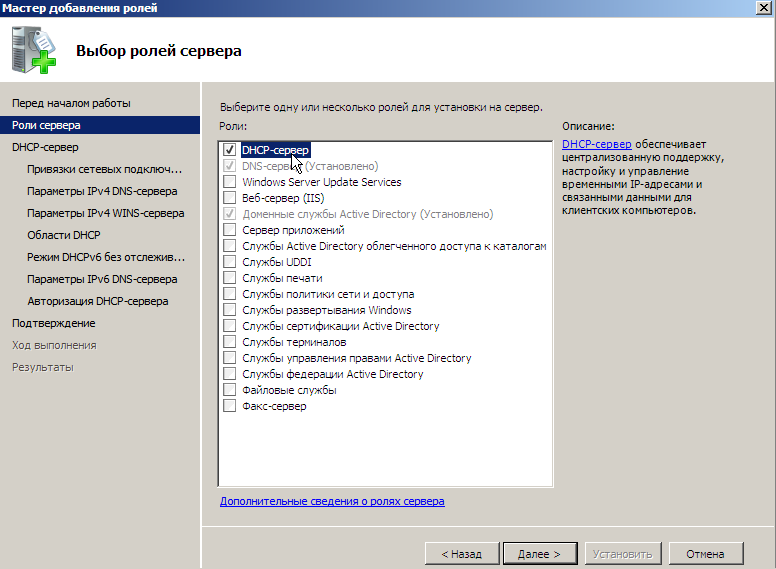 Мастер добавления ролей
Выбор ролей сервера
Перед началом работы
Роли сервера
DHCP-сервер
Привязки сетевых подключ...
Параметры IPv4 DNS-сервера
Параметры IPv4 WINS-сервера
Области DHCP
Режим DHCPv6 без отслежив...
Параметры IPv6 DNS-сервера
Авторизация DHCP-сервера
Подтверждение
Ход выполнения
Результаты
Выберите одну или несколько ролей для установки на сервер.
Роли:
DHCP-сервер
DNS-сервер (Установлено)
Windows Server Update Services
Веб-сервер (IIS)
Доменные службы Active Directory (Установлено)
Сервер приложений
Службы Active Directory облегченного доступа к каталогам
Службы UDDI
Службы печати
Службы политики сети и доступа
Службы развертывания Windows
Службы сертификации Active Directory
Службы терминалов
Службы управления правами Active Directory
Службы федерации Active Directory
Файловые службы
Факс-сервер
Дополнительные сведения о ролях сервера
Описание:
DHCP-сервер обеспечивает
централизованную поддержку,
настройку и управление
временными IP-адресами и
связанными данными для
клиентских компьютеров.
< Назад
Далее >
Установить
Отмена